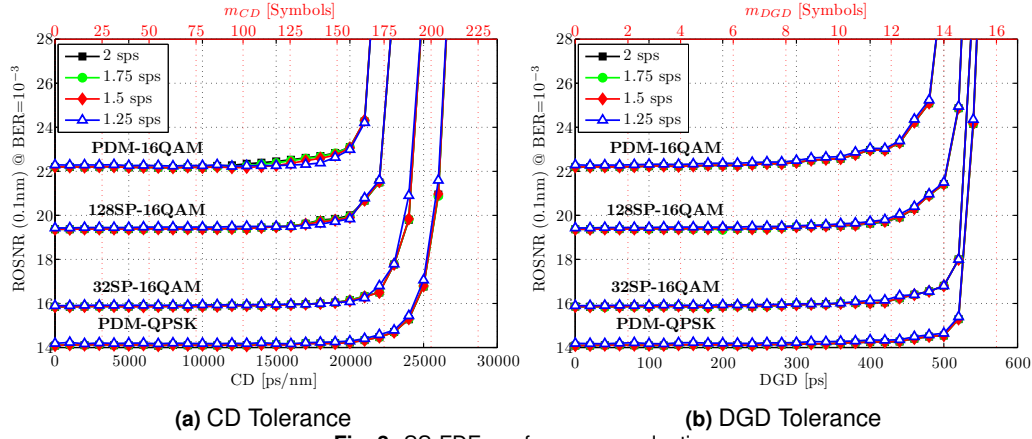 m_CD [Symbols]
0 25 50 75 100 125 150 175 200 225
28
26
24
22
20
18
16
14
ROSNR (0.1nm) @ BER=10⁻³
2 sps
1.75 sps
1.5 sps
1.25 sps
PDM-16QAM
128SP-16QAM
32SP-16QAM
PDM-QPSK
0 5000 10000 15000 20000 25000 30000
CD [ps/nm]
(a) CD Tolerance
m_DGD [Symbols]
0 2 4 6 8 10 12 14 16
28
26
24
22
20
18
16
14
ROSNR (0.1nm) @ BER=10⁻³
2 sps
1.75 sps
1.5 sps
1.25 sps
PDM-16QAM
128SP-16QAM
32SP-16QAM
PDM-QPSK
0 100 200 300 400 500 600
DGD [ps]
(b) DGD Tolerance